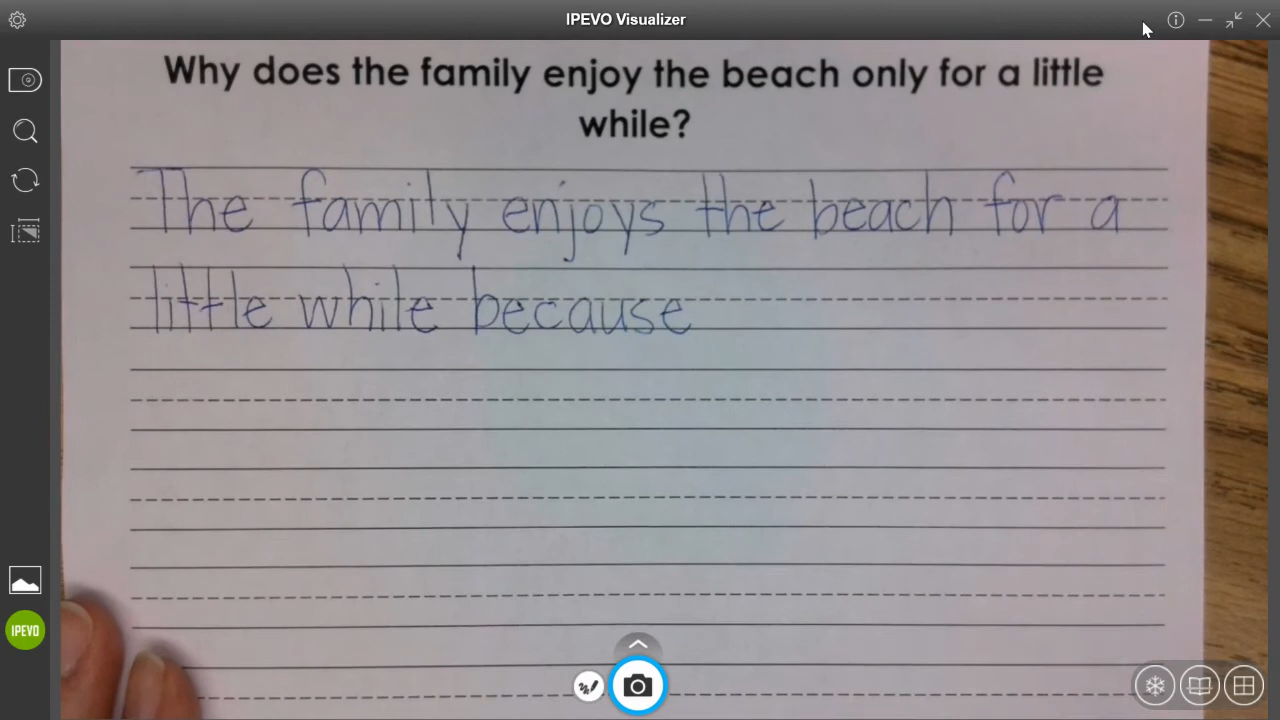 IPEVO Visualizer
Why does the family enjoy the beach only for a little
while?
The family enjoys the beach for a
little while because
IPEVO